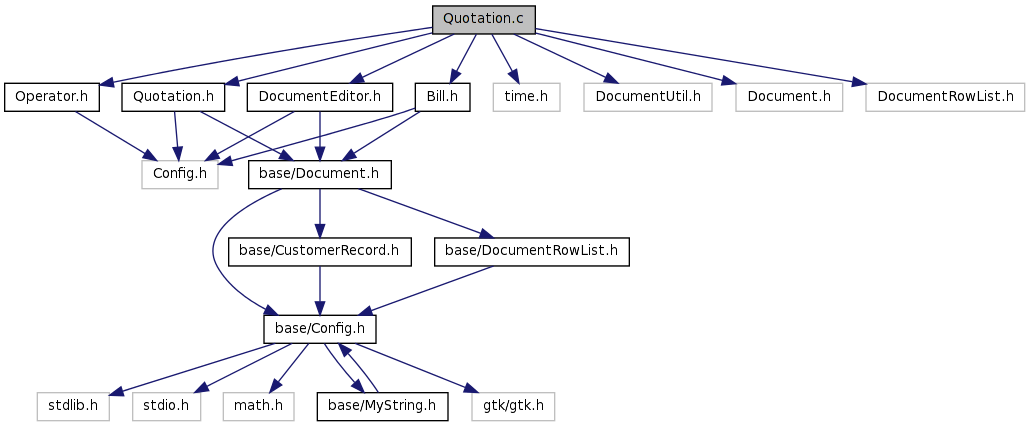 Quotation.c
Operator.h
Quotation.h
DocumentEditor.h
Bill.h
time.h
DocumentUtil.h
Document.h
DocumentRowList.h
Config.h
base/Document.h
base/CustomerRecord.h
base/DocumentRowList.h
base/Config.h
stdlib.h
stdio.h
math.h
base/MyString.h
gtk/gtk.h